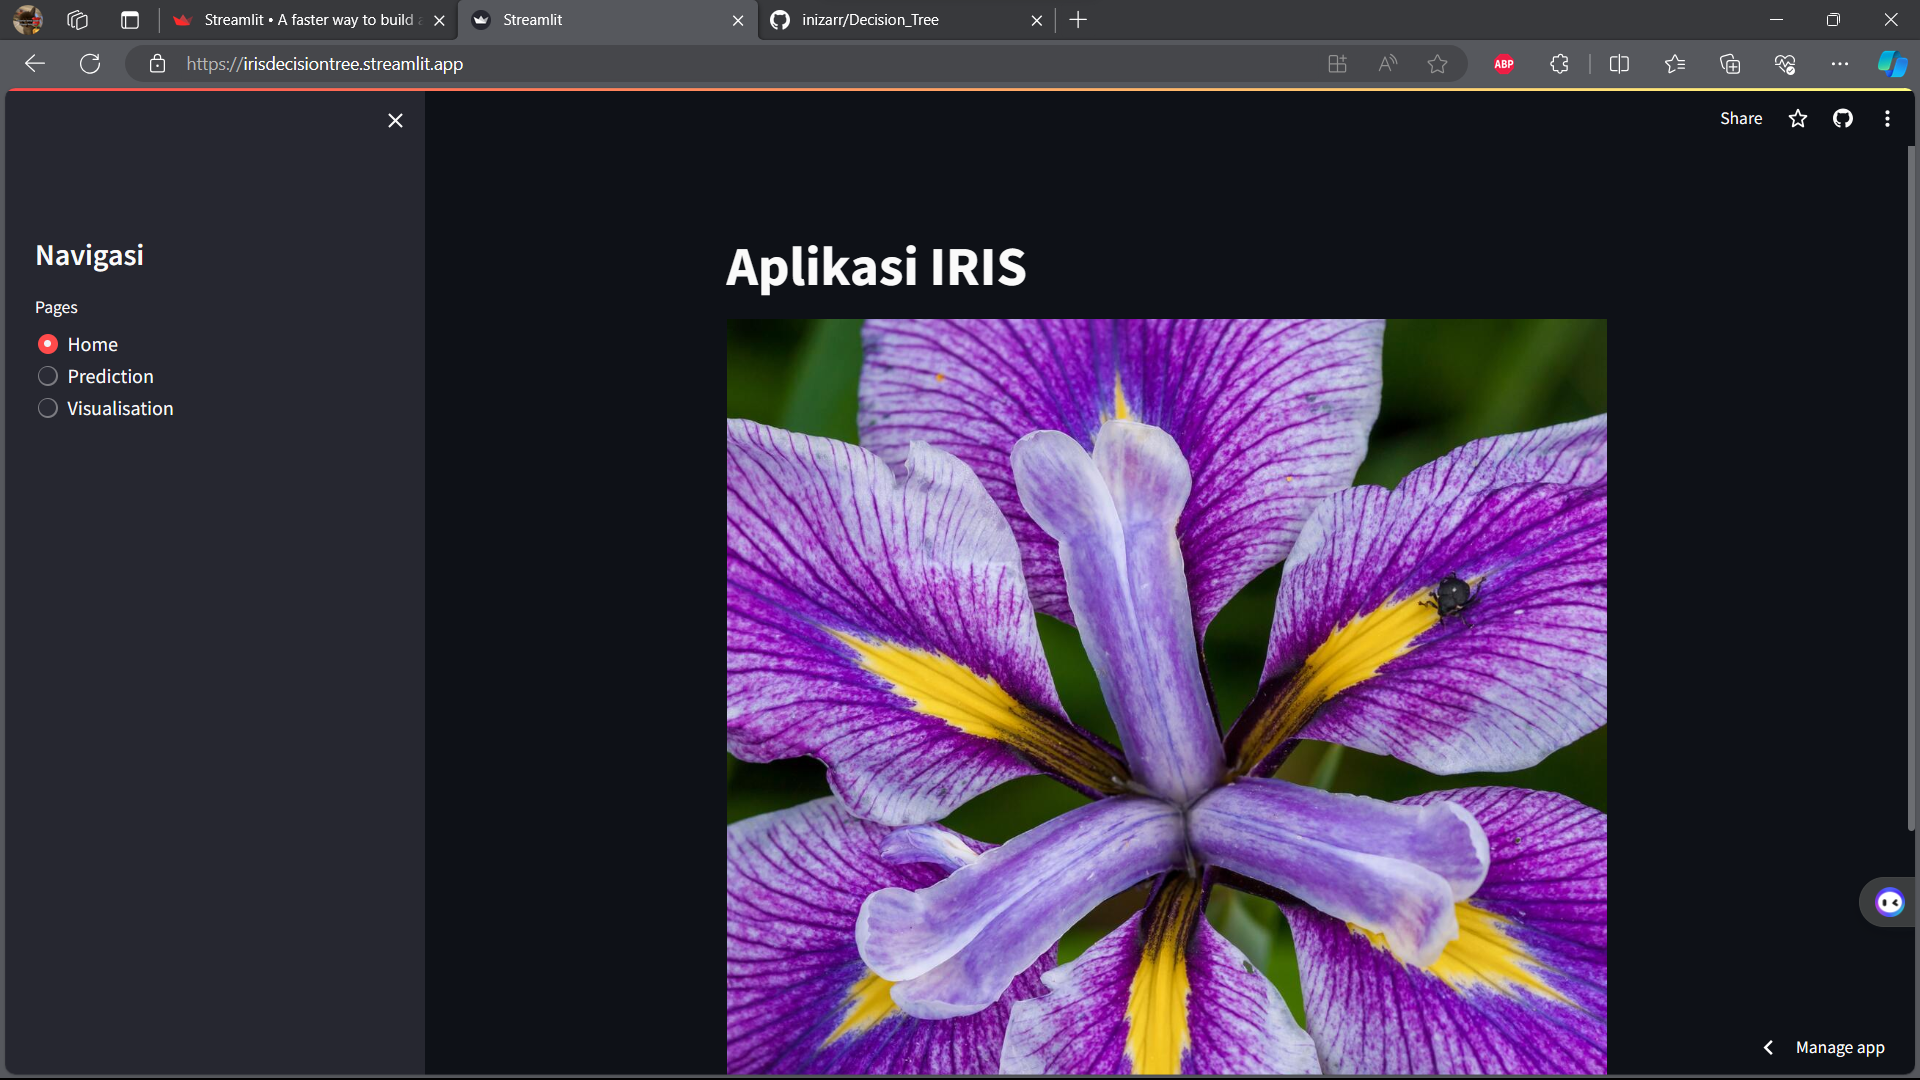 Streamlit • A faster way to build a
Streamlit
inizarr/Decision_Tree
https://irisdecisiontree.streamlit.app
ABP
Share
Navigasi
Pages
Home
Prediction
Visualisation
Aplikasi IRIS
Manage app